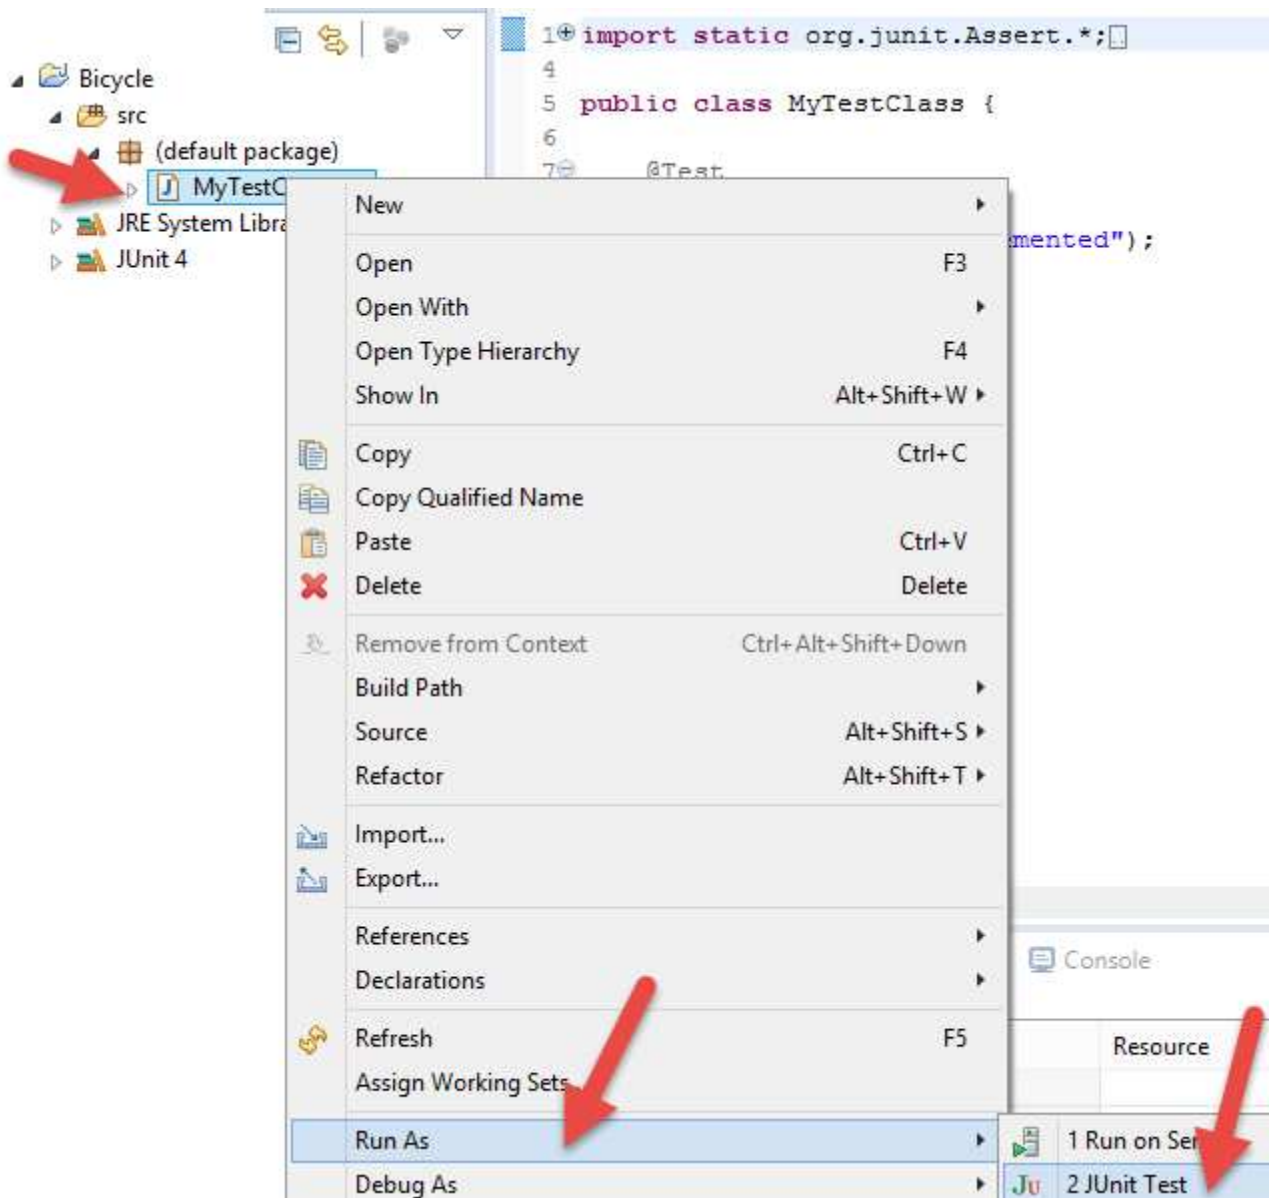 1 import static org.junit.Assert.*;
4
5 public class MyTestClass {
6
7 @Test
mented");
Bicycle
src
(default package)
MyTestC
JRE System Libra
JUnit 4
New
Open F3
Open With
Open Type Hierarchy F4
Show In Alt+Shift+W
Copy Ctrl+C
Copy Qualified Name
Paste Ctrl+V
Delete Delete
Remove from Context Ctrl+Alt+Shift+Down
Build Path
Source Alt+Shift+S
Refactor Alt+Shift+T
Import...
Export...
References
Declarations
Refresh F5
Assign Working Sets...
Run As
Debug As
Console
Resource
1 Run on Ser
Ju 2 JUnit Test